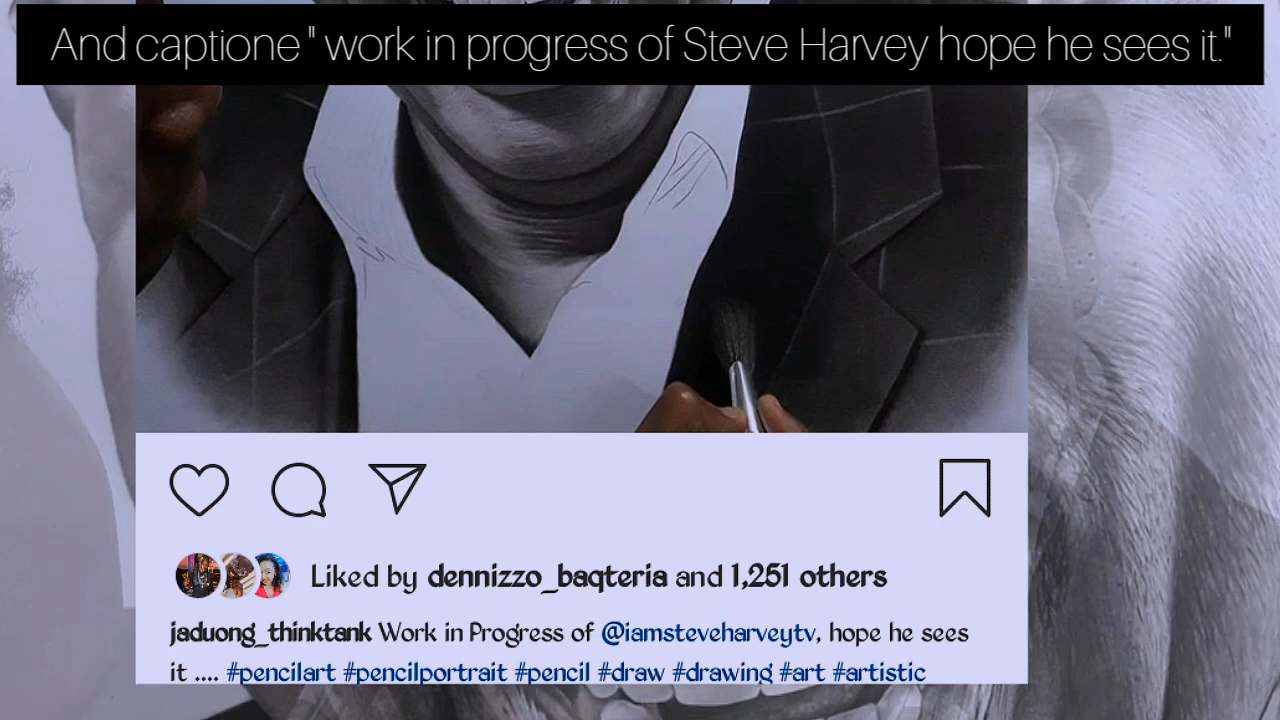 And captione " work in progress of Steve Harvey hope he sees it."
Liked by dennizzo_baqteria and 1,251 others
jaduong_thinktank Work in Progress of @iamsteveharveytv, hope he sees
it .... #pencilart #pencilportrait #pencil #draw #drawing #art #artistic